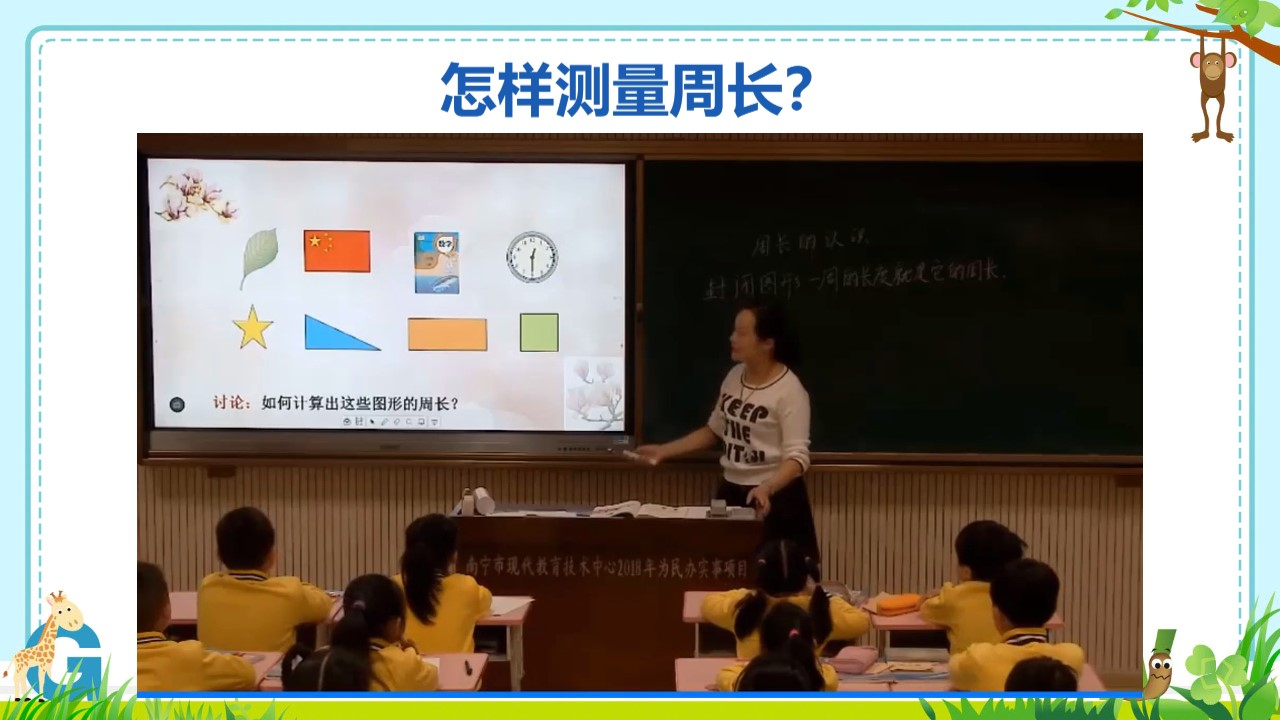 怎样测量周长?
数学
周长的认识
封闭图形一周的长度就是它的周长.
讨论：如何计算出这些图形的周长?
KEEP
THE
南宁市现代教育技术中心2018年为民办实事项目